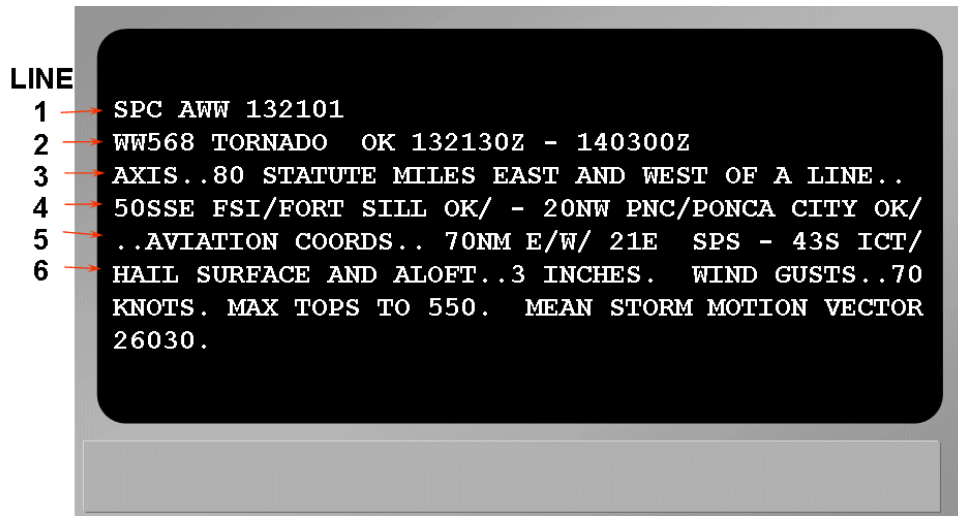 LINE
1 SPC AWW 132101
2 WW568 TORNADO  OK 132130Z - 140300Z
3 AXIS..80 STATUTE MILES EAST AND WEST OF A LINE..
4 50SSE FSI/FORT SILL OK/ - 20NW PNC/PONCA CITY OK/
5 ..AVIATION COORDS.. 70NM E/W/ 21E  SPS - 43S ICT/
6 HAIL SURFACE AND ALOFT..3 INCHES.  WIND GUSTS..70
KNOTS. MAX TOPS TO 550.  MEAN STORM MOTION VECTOR
26030.